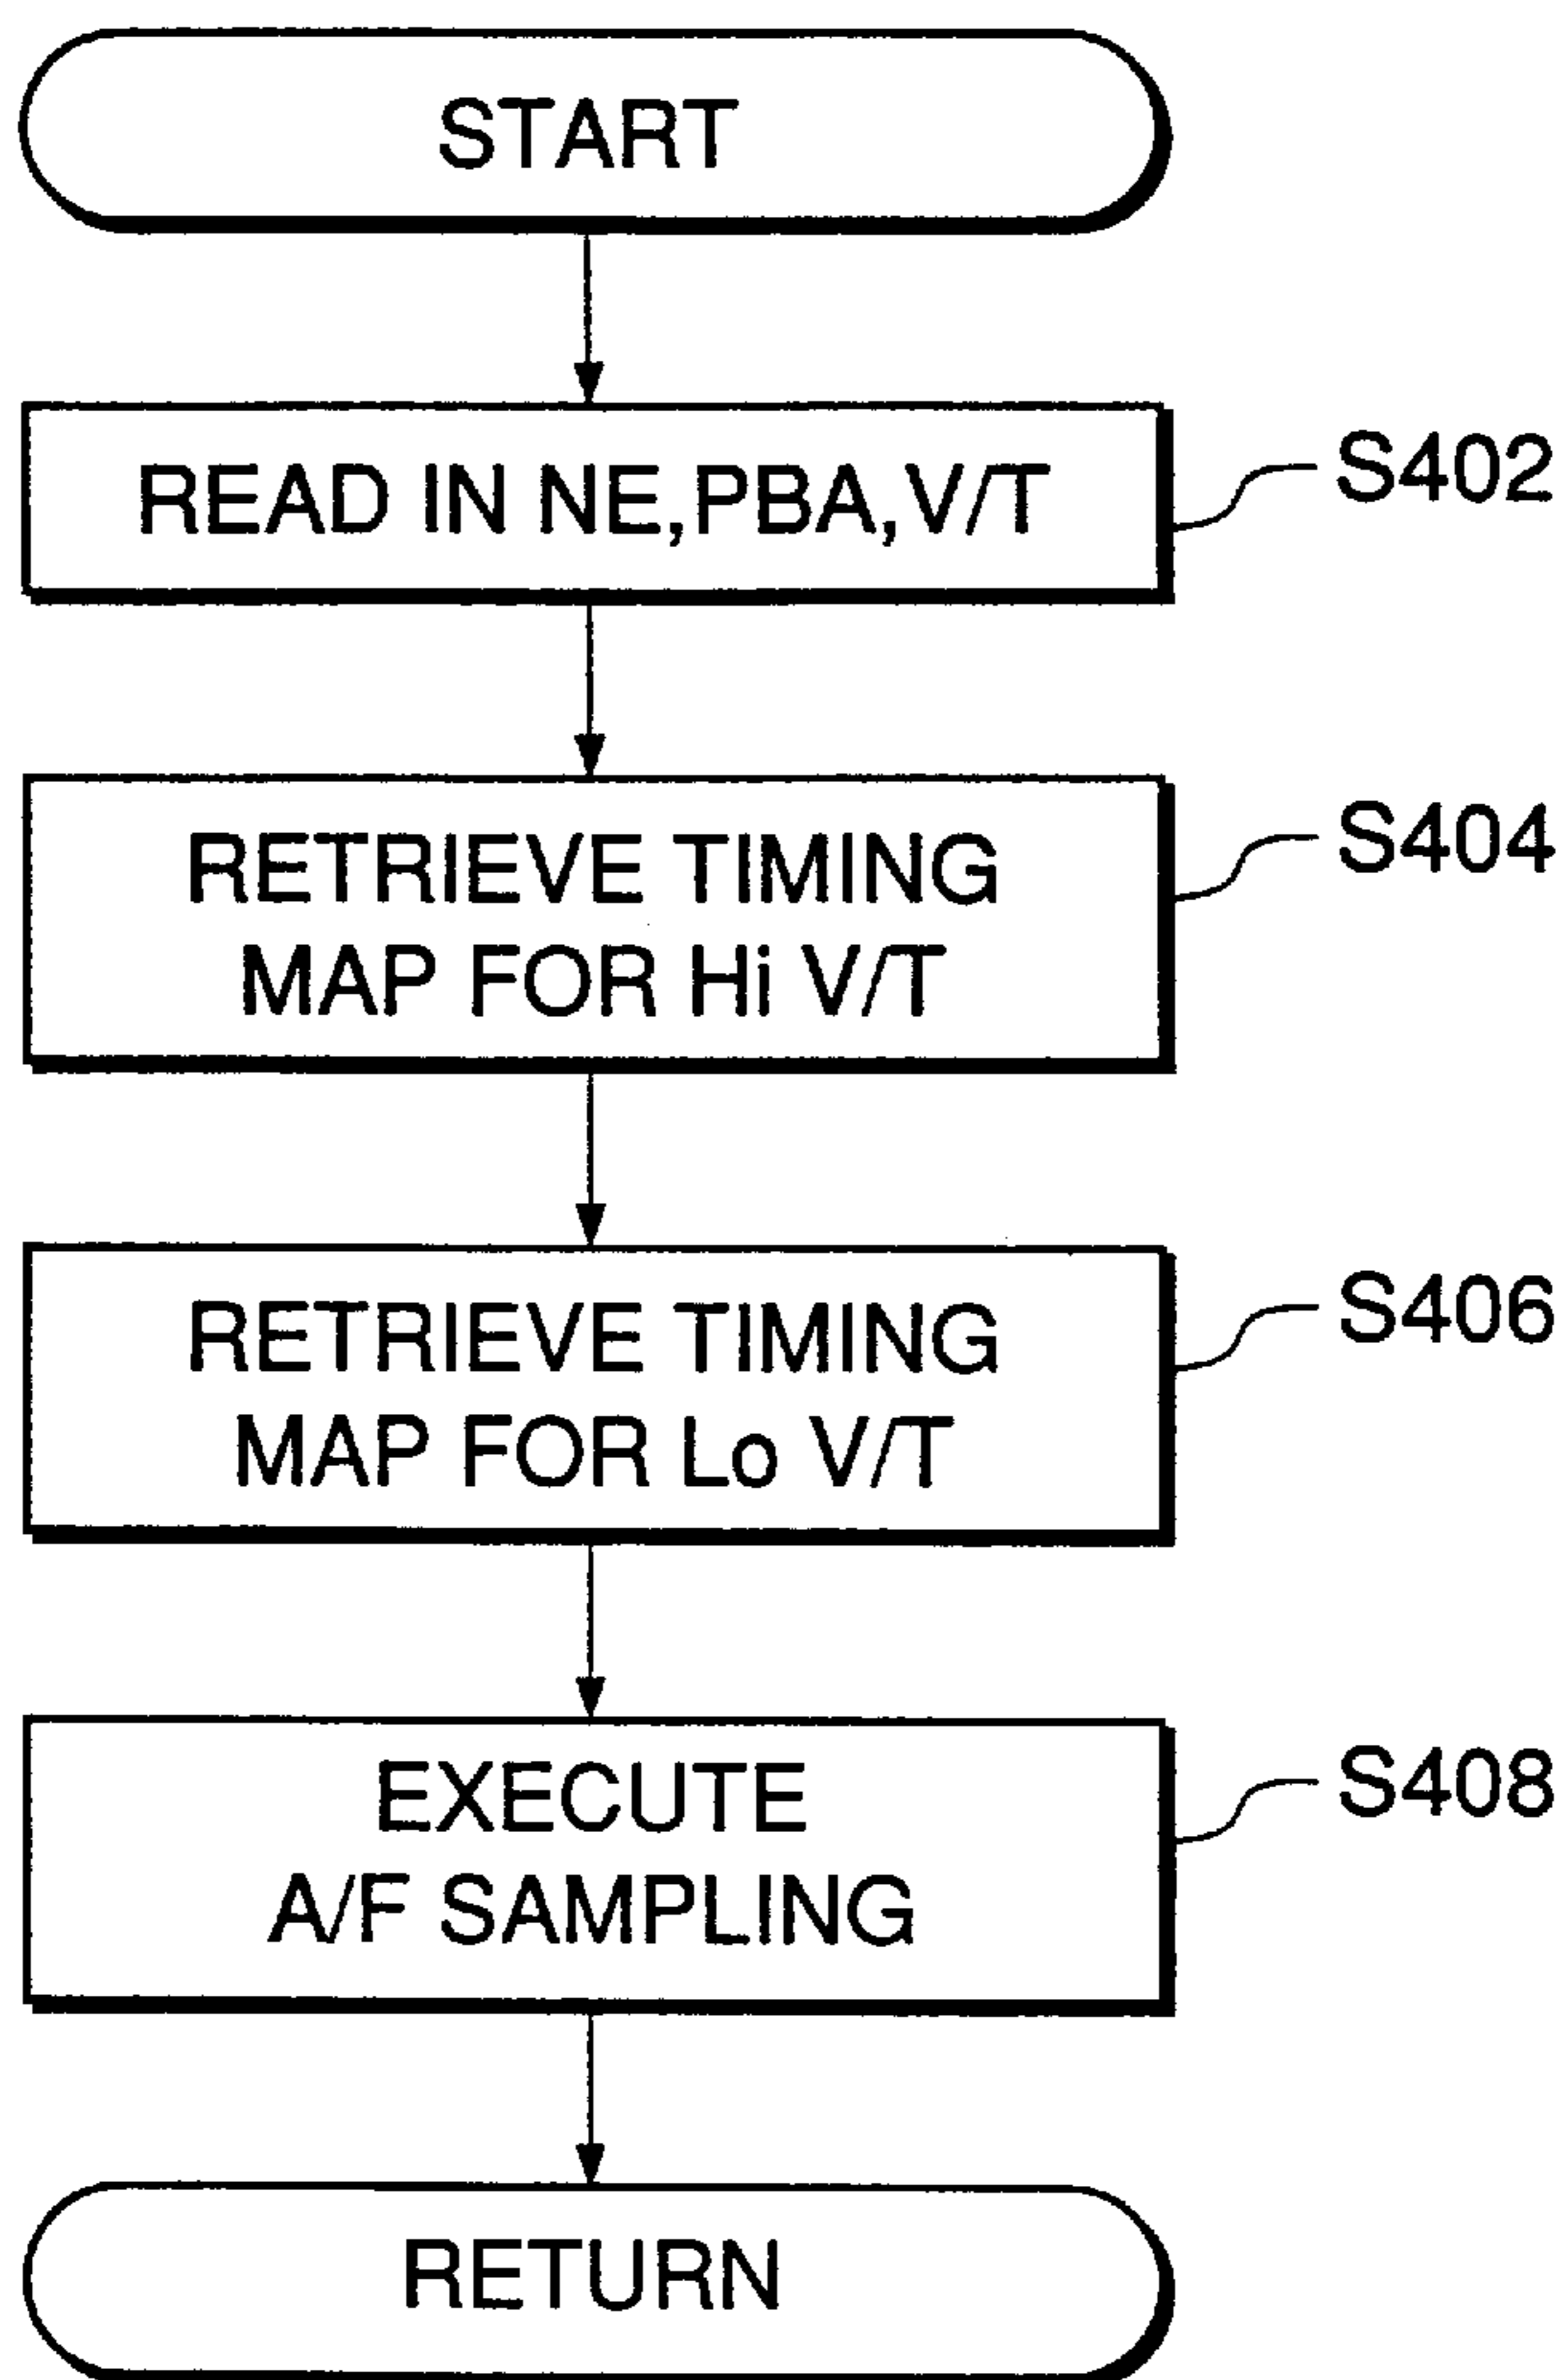 START
READ IN NE,PBA,V/T
S402
RETRIEVE TIMING
MAP FOR Hi V/T
S404
RETRIEVE TIMING
MAP FOR Lo V/T
S406
EXECUTE
A/F SAMPLING
S408
RETURN